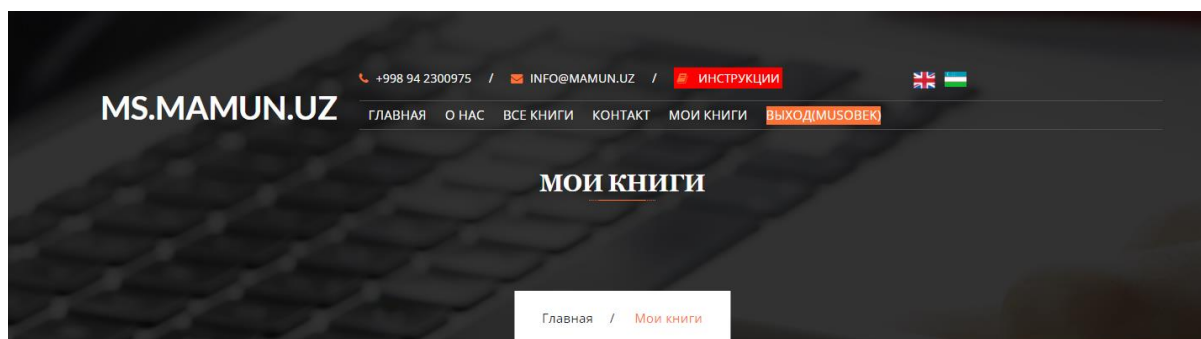 +998 94 2300975 / INFO@MAMUN.UZ / ИНСТРУКЦИИ
MS.MAMUN.UZ
ГЛАВНАЯ О НАС ВСЕ КНИГИ КОНТАКТ МОИ КНИГИ ВЫХОД(MUSOBEK)
МОИ КНИГИ
Главная / Мои книги